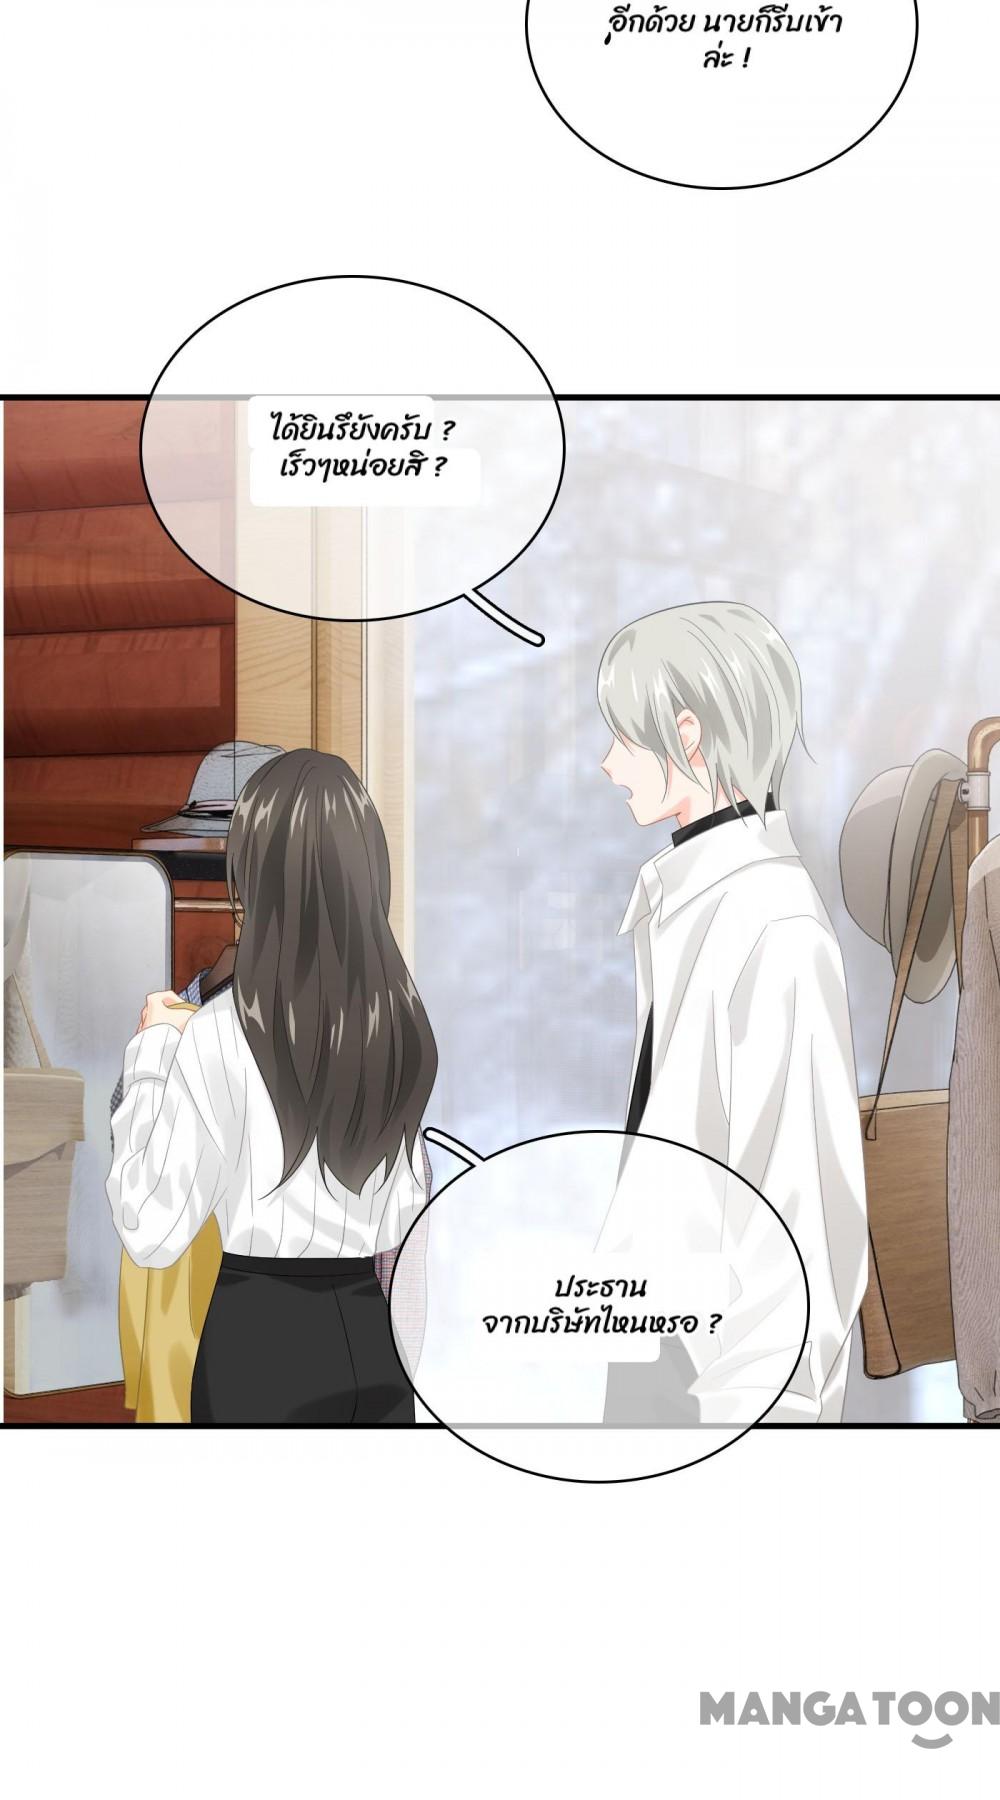 อีกด้วย นายก็รีบเข้า
ล่ะ !
ได้ยินรึยังครับ ?
เร็วๆหน่อยสิ ?
ประธาน
จากบริษัทไหนหรอ ?
MANGATOON